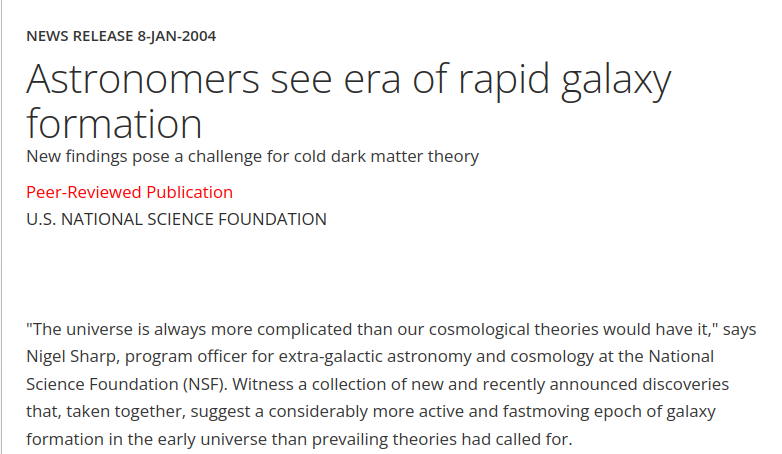 NEWS RELEASE 8-JAN-2004
Astronomers see era of rapid galaxy
formation
New findings pose a challenge for cold dark matter theory
Peer-Reviewed Publication
U.S. NATIONAL SCIENCE FOUNDATION
"The universe is always more complicated than our cosmological theories would have it," says
Nigel Sharp, program officer for extra-galactic astronomy and cosmology at the National
Science Foundation (NSF). Witness a collection of new and recently announced discoveries
that, taken together, suggest a considerably more active and fastmoving epoch of galaxy
formation in the early universe than prevailing theories had called for.